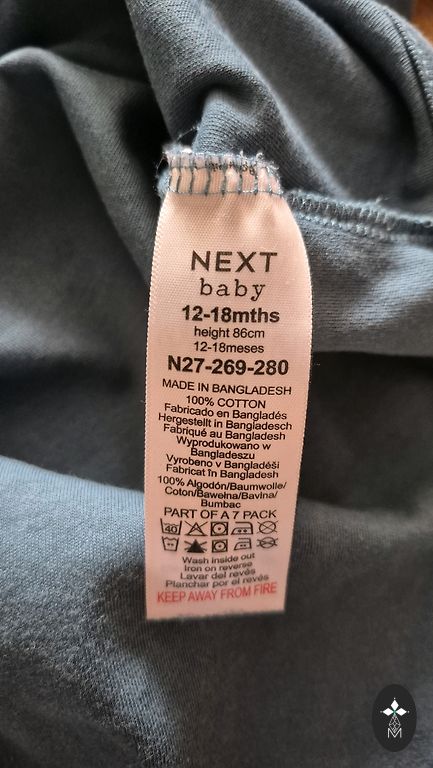 NEXT
baby
12-18mths
height 86cm
12-18meses
N27-269-280
MADE IN BANGLADESH
100% COTTON
Fabricado en Bangladés
Hergestellt in Bangladesch
Fabriqué au Bangladesh
Wyprodukowano w
Bangladeszu
Vyrobeno v Bangladéši
Fabricat în Bangladesh
100% Algodón/Baumwolle/
Coton/Bawełna/Bavlna/
Bumbac
PART OF A 7 PACK
40
Wash inside out
Iron on reverse
Lavar del revés
Planchar por el revés
KEEP AWAY FROM FIRE
M